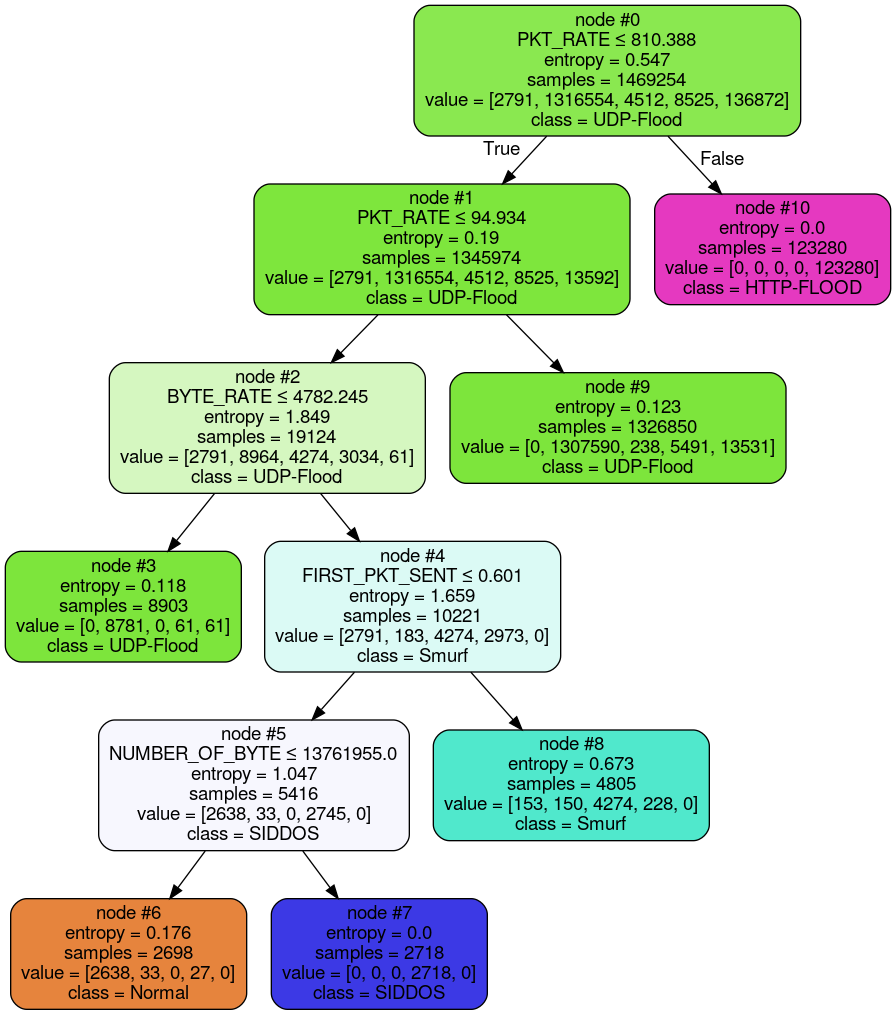 node #0
PKT_RATE ≤ 810.388
entropy = 0.547
samples = 1469254
value = [2791, 1316554, 4512, 8525, 136872]
class = UDP-Flood
True
False
node #1
PKT_RATE ≤ 94.934
entropy = 0.19
samples = 1345974
value = [2791, 1316554, 4512, 8525, 13592]
class = UDP-Flood
node #10
entropy = 0.0
samples = 123280
value = [0, 0, 0, 0, 123280]
class = HTTP-FLOOD
node #2
BYTE_RATE ≤ 4782.245
entropy = 1.849
samples = 19124
value = [2791, 8964, 4274, 3034, 61]
class = UDP-Flood
node #9
entropy = 0.123
samples = 1326850
value = [0, 1307590, 238, 5491, 13531]
class = UDP-Flood
node #3
entropy = 0.118
samples = 8903
value = [0, 8781, 0, 61, 61]
class = UDP-Flood
node #4
FIRST_PKT_SENT ≤ 0.601
entropy = 1.659
samples = 10221
value = [2791, 183, 4274, 2973, 0]
class = Smurf
node #5
NUMBER_OF_BYTE ≤ 13761955.0
entropy = 1.047
samples = 5416
value = [2638, 33, 0, 2745, 0]
class = SIDDOS
node #8
entropy = 0.673
samples = 4805
value = [153, 150, 4274, 228, 0]
class = Smurf
node #6
entropy = 0.176
samples = 2698
value = [2638, 33, 0, 27, 0]
class = Normal
node #7
entropy = 0.0
samples = 2718
value = [0, 0, 0, 2718, 0]
class = SIDDOS